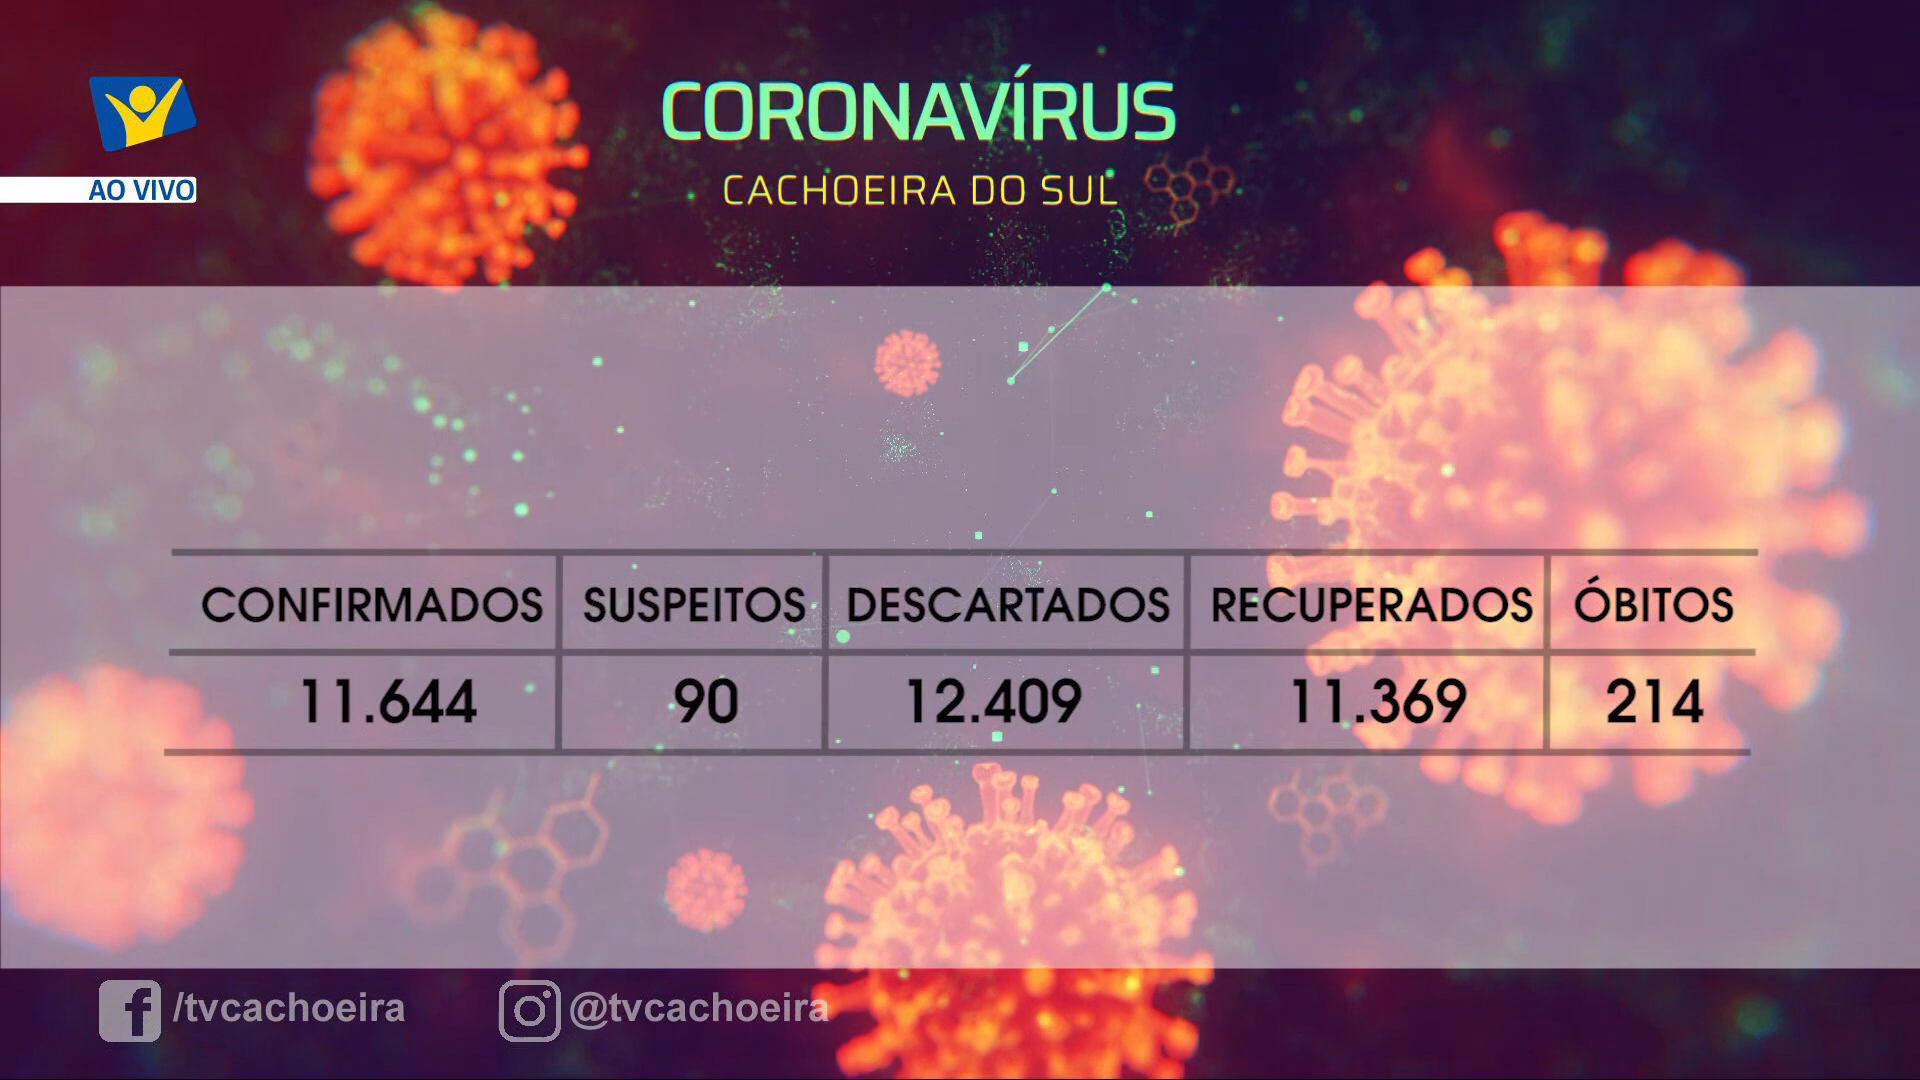 CORONAVÍRUS
CACHOEIRA DO SUL
AO VIVO
CONFIRMADOS SUSPEITOS DESCARTADOS RECUPERADOS ÓBITOS
11.644 90 12.409 11.369 214
/tvcachoeira @tvcachoeira